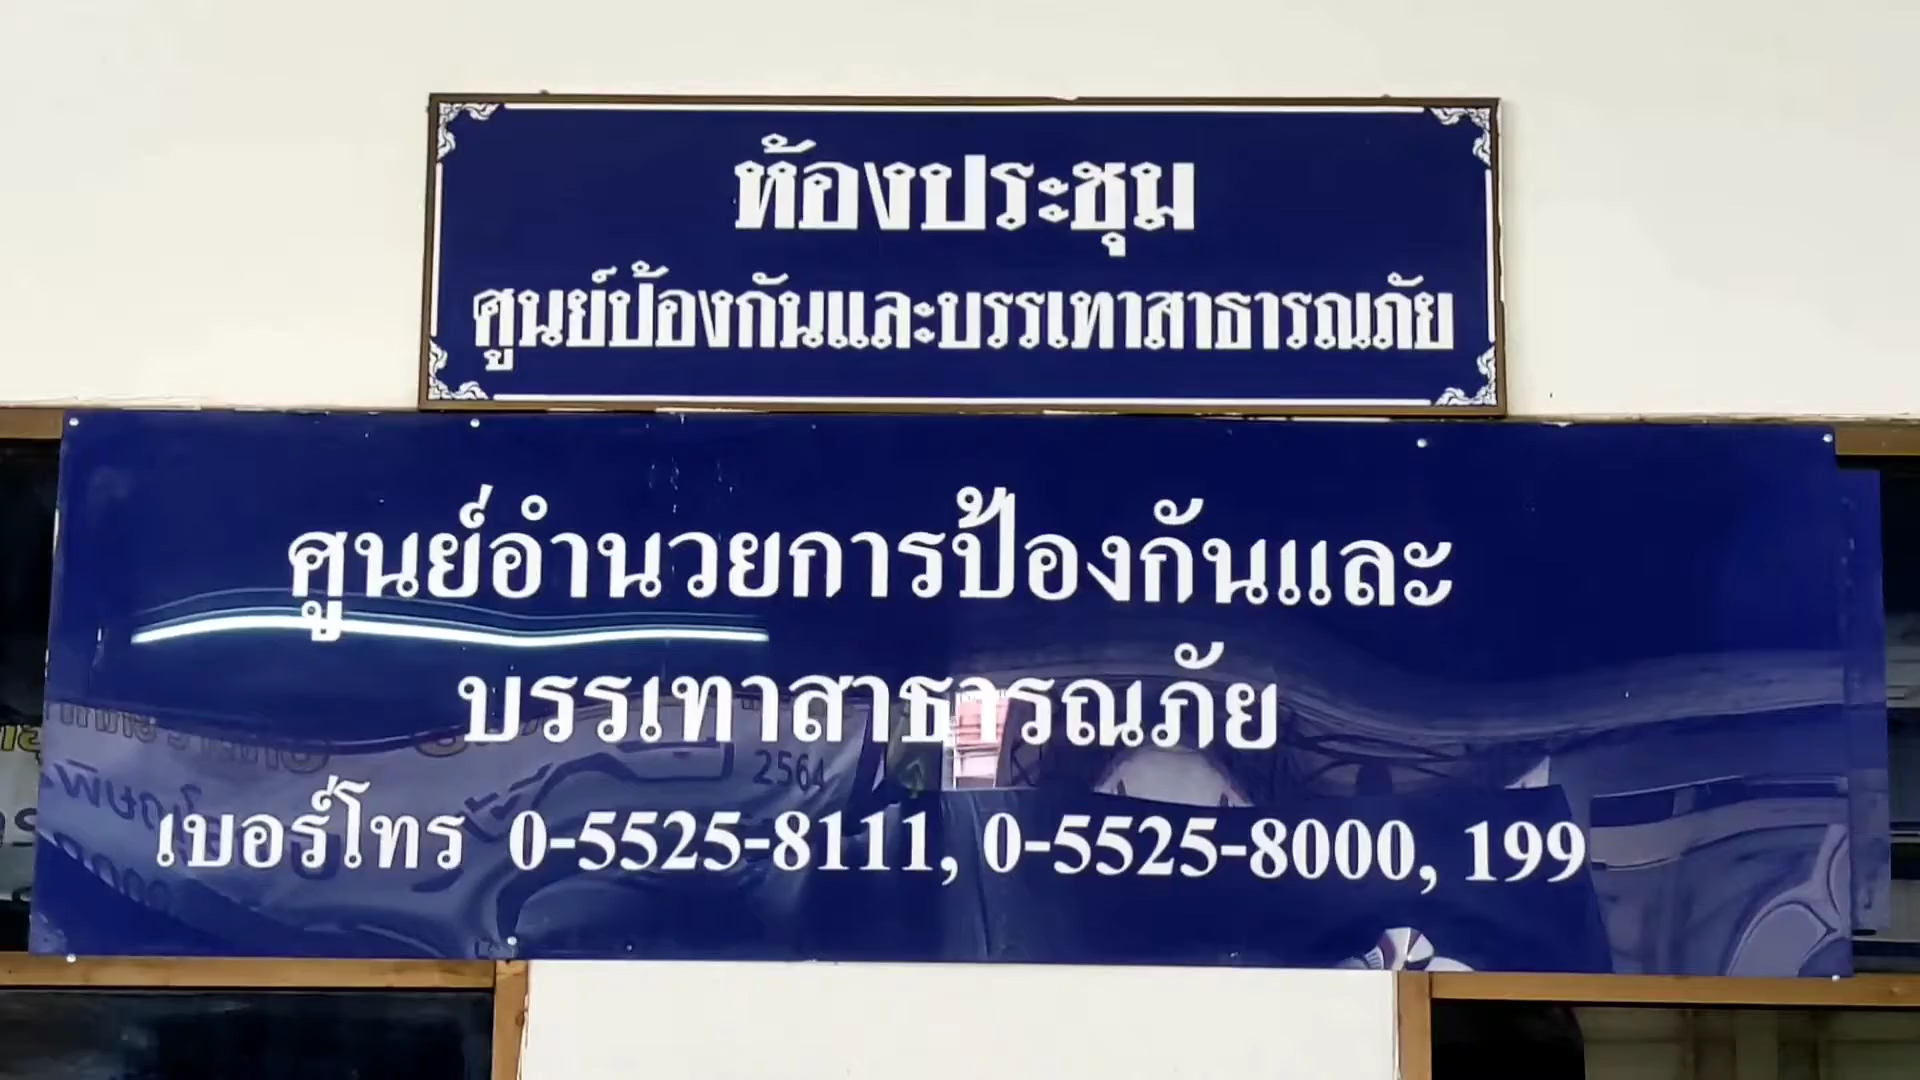 ห้องประชุม
ศูนย์ป้องกันและบรรเทาสาธารณภัย
ศูนย์อำนวยการป้องกันและ
บรรเทาสาธารณภัย
2564
เบอร์โทร 0-5525-8111, 0-5525-8000, 199